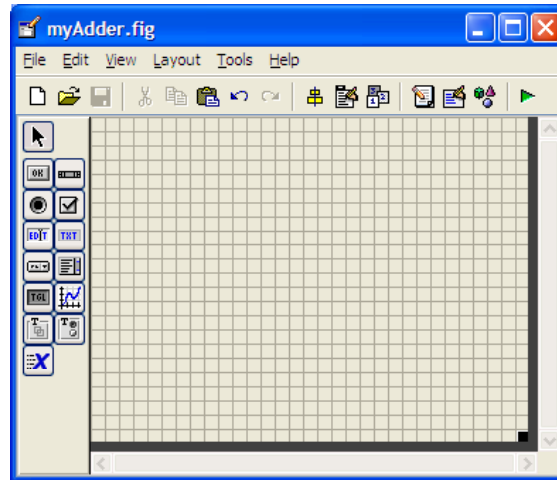 myAdder.fig
File Edit View Layout Tools Help
OK
EDIT TXT
TGL
T T
X